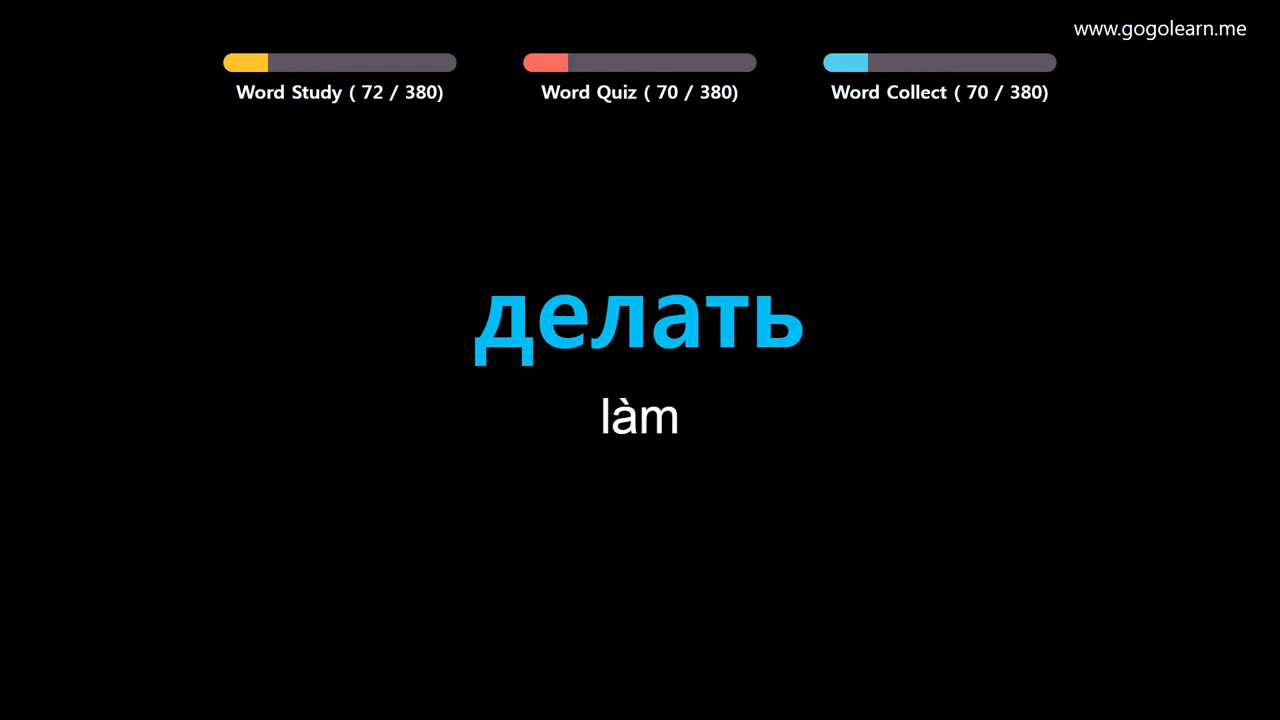 www.gogolearn.me
Word Study ( 72 / 380)
Word Quiz ( 70 / 380)
Word Collect ( 70 / 380)
делать
làm